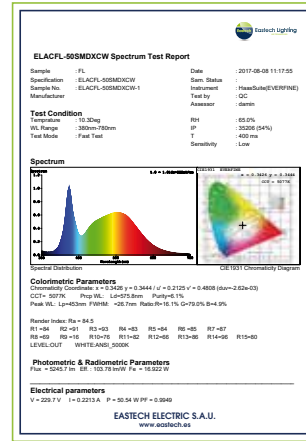 Eastech Lighting
ELACFL-50SMDXCW Spectrum Test Report
Sample : FL Date : 2017-08-08 11:17:55
Specification : ELACFL-50SMDXCW Sam. Status :
Sample No. : ELACFL-50SMDXCW-1 Instrument : HaasSuite(EVERFINE)
Manufacturer Test by : QC
Assessor : damin
Test Condition
Temprature : 10.3Deg RH : 65.0%
WL Range : 380nm-780nm IP : 35206 (54%)
Test Mode : Fast Test T : 400 ms
Sensitivity : Low
Spectrum
CIE1931
x = 0.3426 y = 0.3444
CCT = 5077K
Spectral Distribution CIE1931 Chromaticity Diagram
Colorimetric Parameters
Chromaticity Coordinate: x = 0.3426 y = 0.3444 / u' = 0.2125 v' = 0.4808 (duv=-2.62e-03)
CCT= 5077K Prcp WL: Ld=575.8nm Purity=6.1%
Peak WL: Lp=453nm FWHM: =26.7nm Ratio:R=16.1% G=79.0% B=4.9%
Render Index: Ra = 84.5
R1 =84 R2 =91 R3 =93 R4 =83 R5 =84 R6 =85 R7 =87
R8 =69 R9 =16 R10=76 R11=82 R12=66 R13=86 R14=96 R15=80
LEVEL:OUT WHITE:ANSI_5000K
Photometric & Radiometric Parameters
Flux = 5245.7 lm Eff. : 103.78 lm/W Fe = 16.922 W
Electrical parameters
V = 229.7 V I = 0.2213 A P = 50.54 W PF = 0.9949
EASTECH ELECTRIC S.A.U.
www.eastech.es